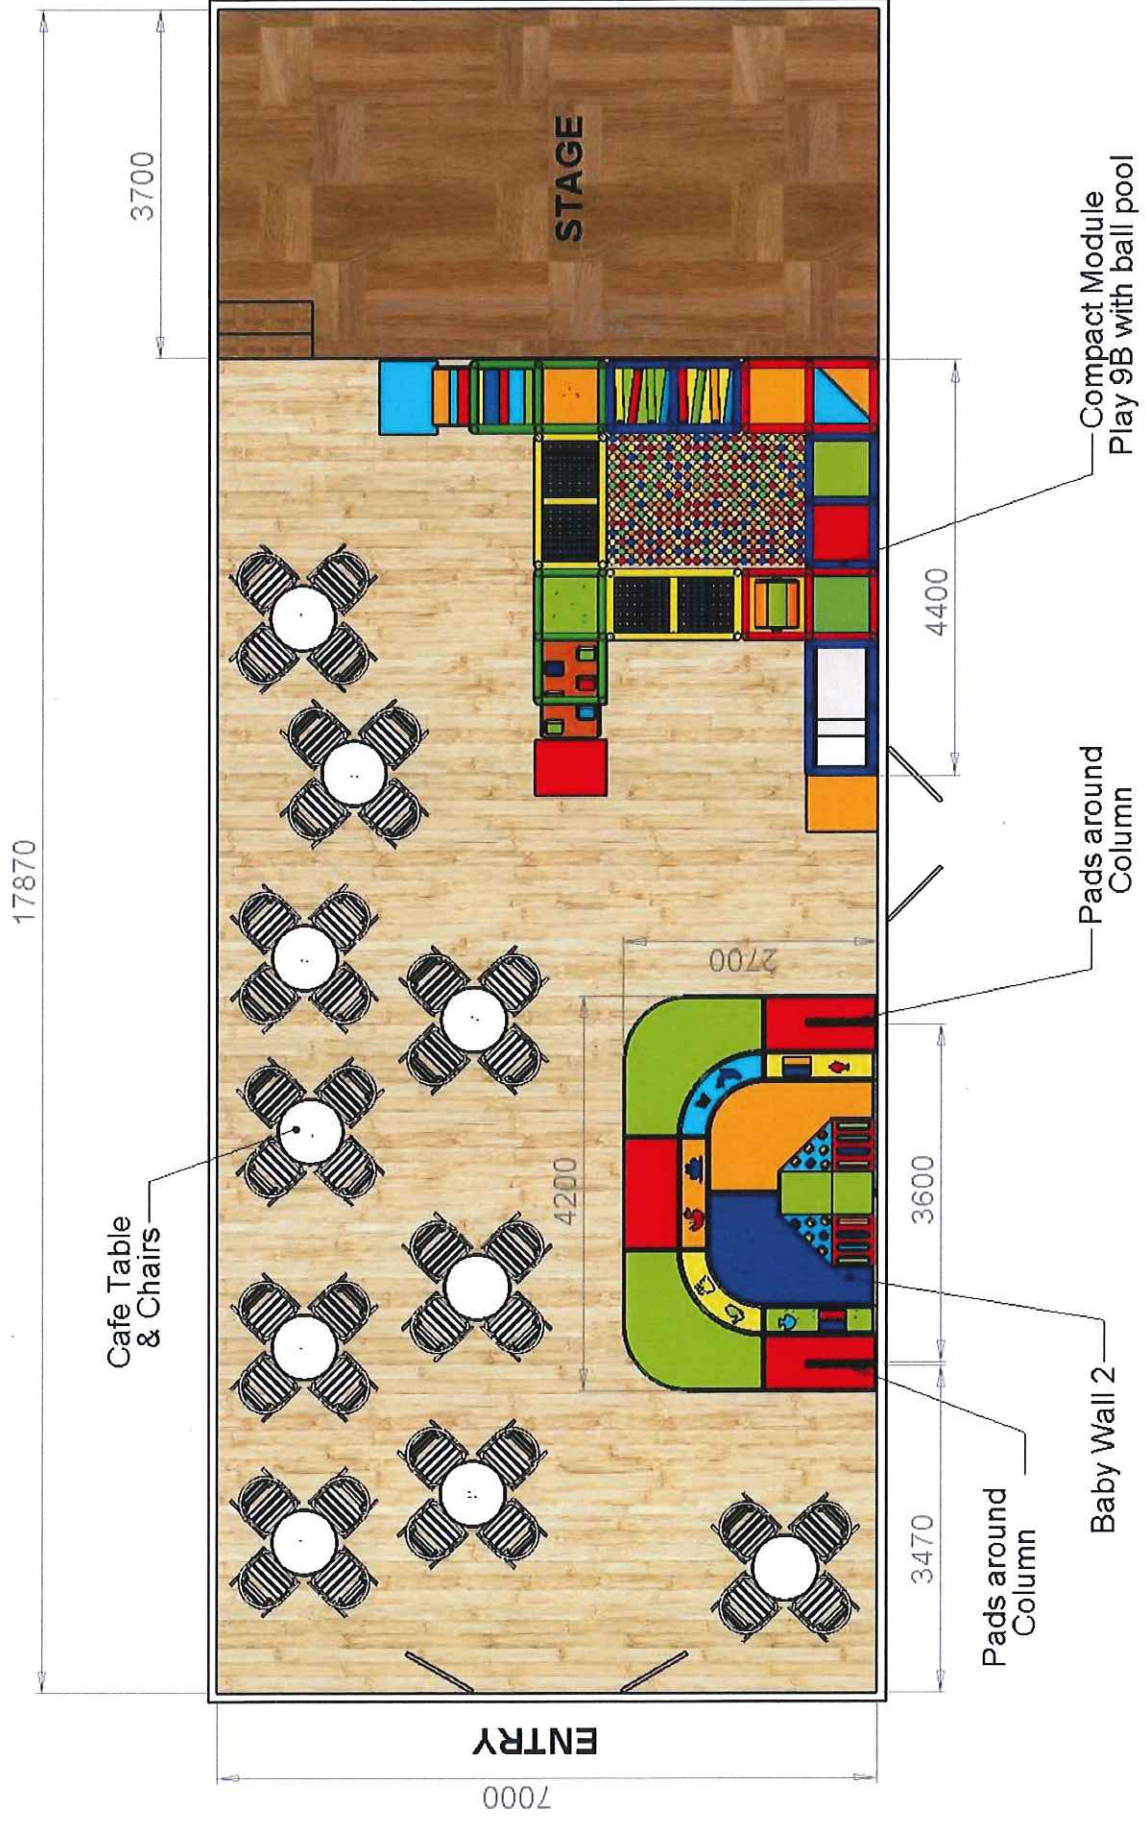 17870
3700
STAGE
Cafe Table
& Chairs
4200
2700
4400
3600
3470
Compact Module
Play 9B with ball pool
Pads around
Column
Baby Wall 2
Pads around
Column
ENTRY
7000